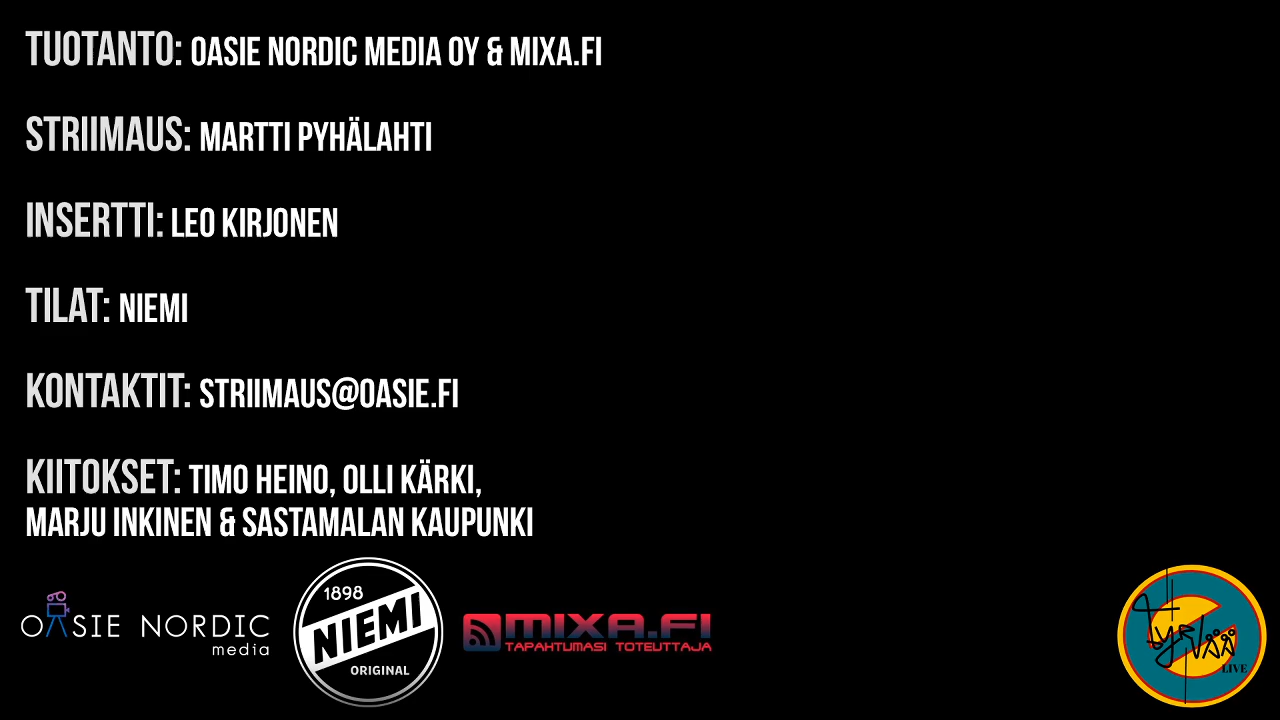 TUOTANTO: OASIE NORDIC MEDIA OY & MIXA.FI
STRIIMAUS: MARTTI PYHÄLAHTI
INSERTTI: LEO KIRJONEN
TILAT: NIEMI
KONTAKTIT: STRIIMAUS@OASIE.FI
KIITOKSET: TIMO HEINO, OLLI KÄRKI,
MARJU INKINEN & SASTAMALAN KAUPUNKI
OASIE NORDIC
media
1898
NIEMI
ORIGINAL
MIXA.FI
TAPAHTUMASI TOTEUTTAJA
tyrvää
LIVE